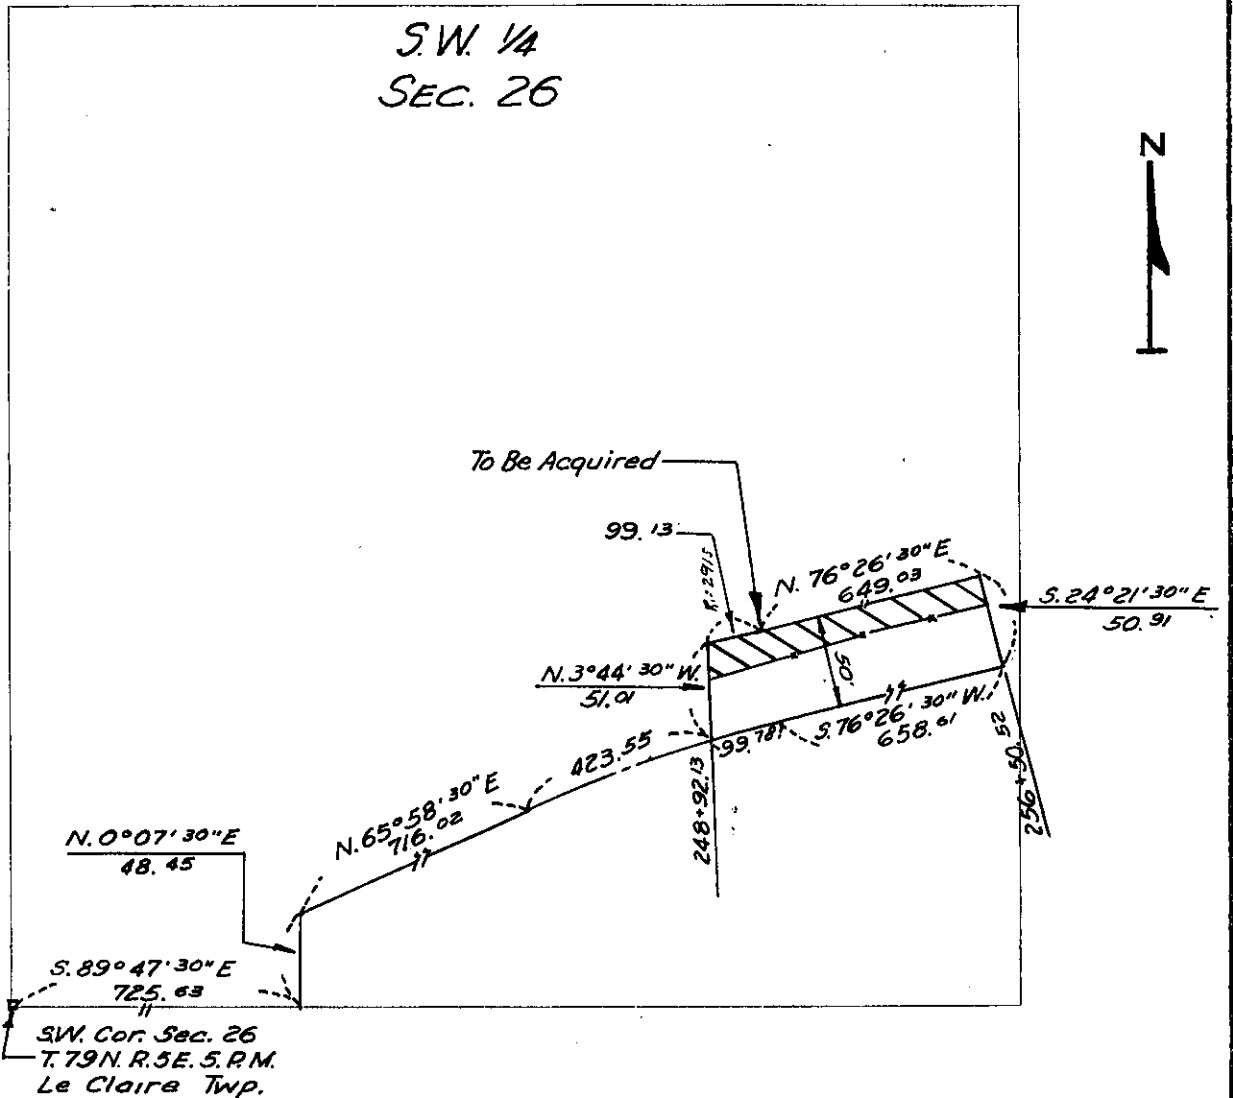 S.W. 1/4
SEC. 26
N
To Be Acquired
99.13
R=2915
N. 76°26'30" E
649.03
S. 24°21'30" E
50.91
N. 3°44'30" W.
51.01
50'
S. 76°26'30" W.
658.61
99.78
423.55
248+92.13
256+50.52
N. 65°58'30" E
716.02
N. 0°07'30" E
48.45
S. 89°47'30" E
725.63
S.W. Cor. Sec. 26
T. 79 N. R. 5 E. 5. P. M.
Le Claire Twp.